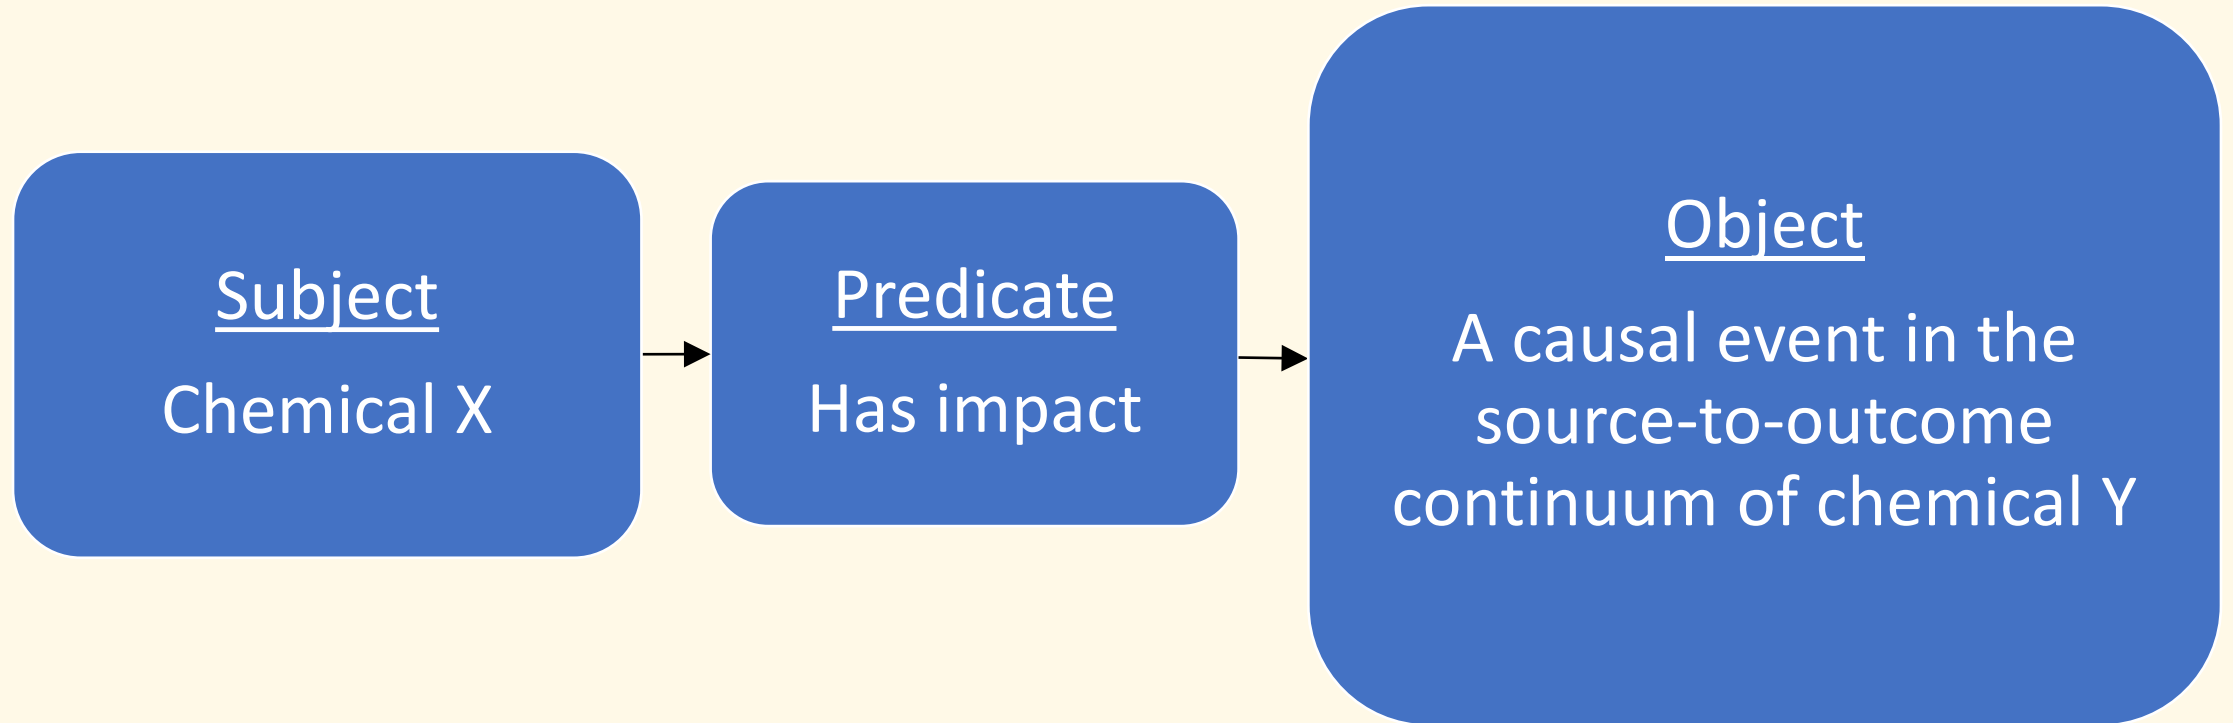 Subject
Chemical X
Predicate
Has impact
Object
A causal event in the
source-to-outcome
continuum of chemical Y